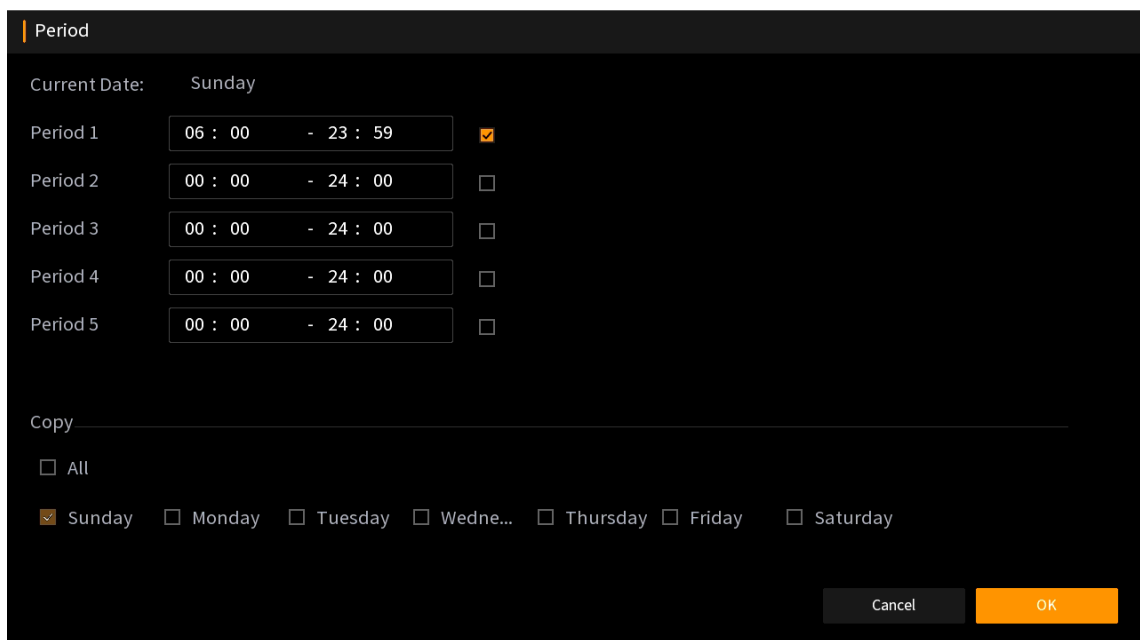 Period
Current Date: Sunday
Period 1 06 : 00 - 23 : 59
Period 2 00 : 00 - 24 : 00
Period 3 00 : 00 - 24 : 00
Period 4 00 : 00 - 24 : 00
Period 5 00 : 00 - 24 : 00
Copy
All
Sunday Monday Tuesday Wedne... Thursday Friday Saturday
Cancel OK